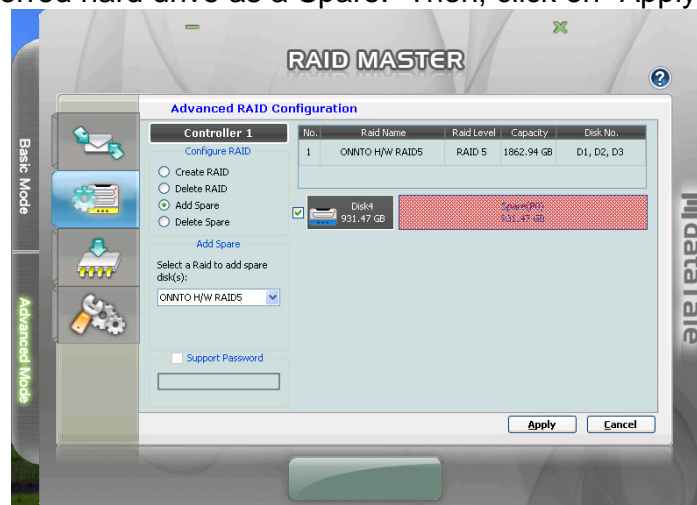 erred hard drive as a Spare. Then, click on "Apply
RAID MASTER
?
Basic Mode
Advanced Mode
Advanced RAID Configuration
Controller 1
Configure RAID
Create RAID
Delete RAID
Add Spare
Delete Spare
Add Spare
Select a Raid to add spare
disk(s):
ONNTO H/W RAID5
Support Password
No. Raid Name Raid Level Capacity Disk No.
1 ONNTO H/W RAID5 RAID 5 1862.94 GB D1, D2, D3
Disk4
931.47 GB
Spare(P0)
931.47 GB
Apply Cancel
dataTale